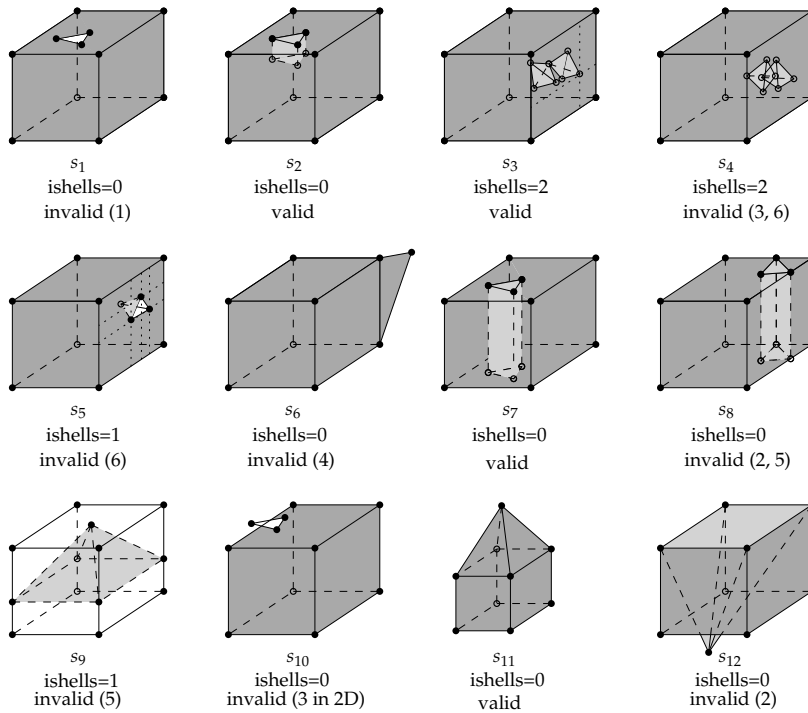 s1
ishells=0
invalid (1)
s2
ishells=0
valid
s3
ishells=2
valid
s4
ishells=2
invalid (3, 6)
s5
ishells=1
invalid (6)
s6
ishells=0
invalid (4)
s7
ishells=0
valid
s8
ishells=0
invalid (2, 5)
s9
ishells=1
invalid (5)
s10
ishells=0
invalid (3 in 2D)
s11
ishells=0
valid
s12
ishells=0
invalid (2)